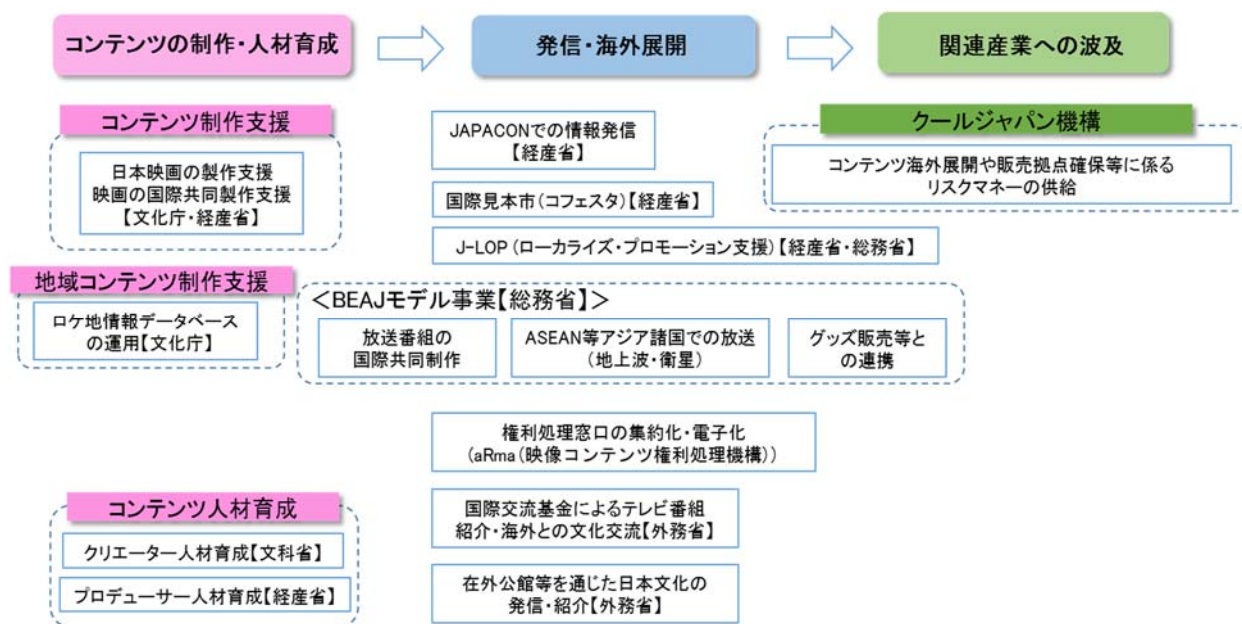 コンテンツの制作・人材育成
発信・海外展開
関連産業への波及
コンテンツ制作支援
日本映画の製作支援
映画の国際共同製作支援
【文化庁・経産省】
地域コンテンツ制作支援
ロケ地情報データベース
の運用【文化庁】
コンテンツ人材育成
クリエーター人材育成【文科省】
プロデューサー人材育成【経産省】
JAPACONでの情報発信
【経産省】
国際見本市(コフェスタ)【経産省】
J-LOP(ローカライズ・プロモーション支援)【経産省・総務省】
<BEAJモデル事業【総務省】>
放送番組の
国際共同制作
ASEAN等アジア諸国での放送
(地上波・衛星)
グッズ販売等と
の連携
権利処理窓口の集約化・電子化
(aRma(映像コンテンツ権利処理機構))
国際交流基金によるテレビ番組
紹介・海外との文化交流【外務省】
在外公館等を通じた日本文化の
発信・紹介【外務省】
クールジャパン機構
コンテンツ海外展開や販売拠点確保等に係る
リスクマネーの供給